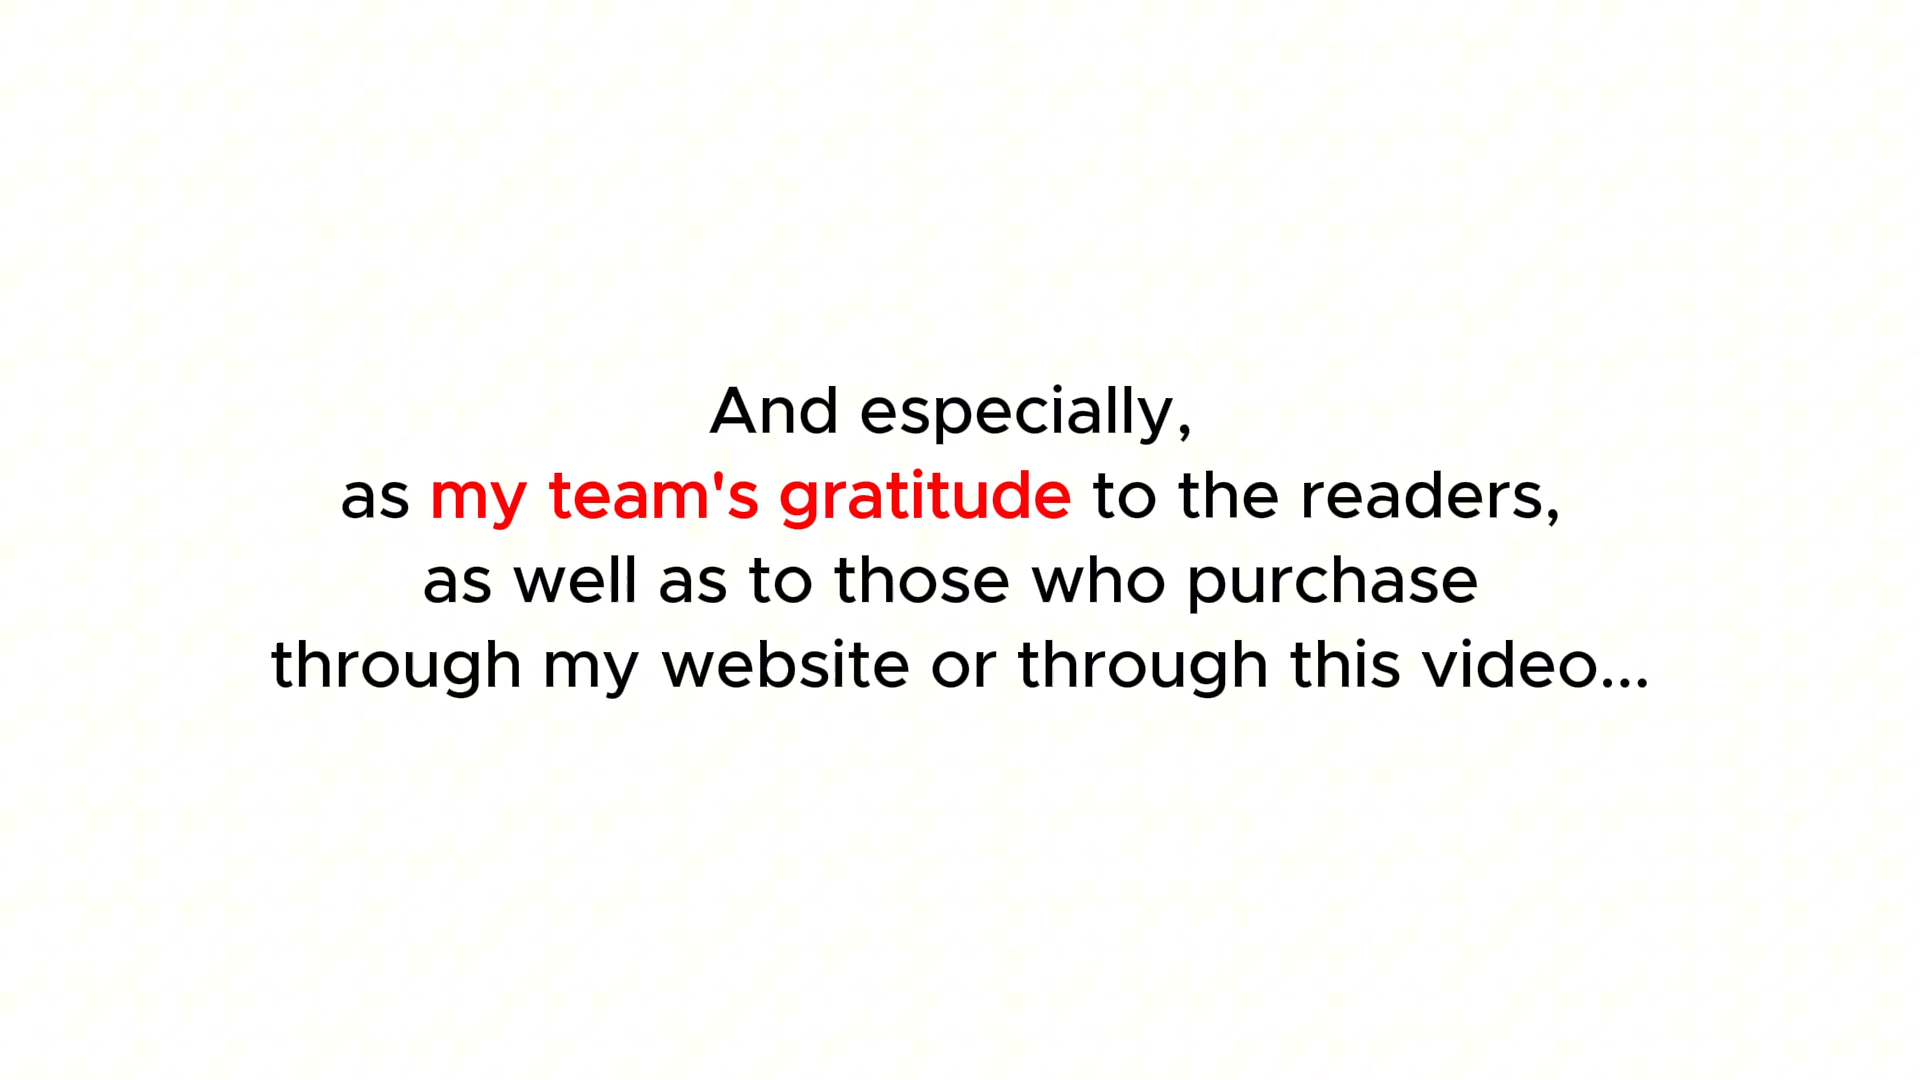 And especially,
as my team's gratitude to the readers,
as well as to those who purchase
through my website or through this video...